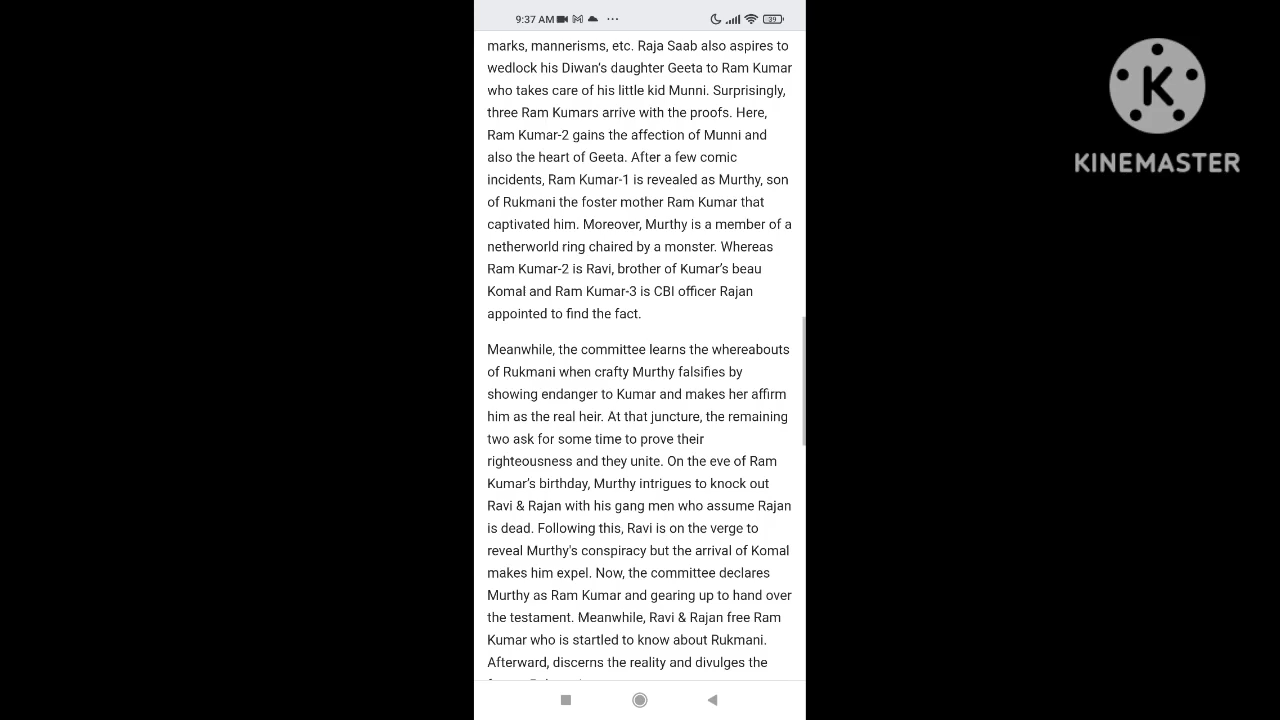 9:37 AM
39
marks, mannerisms, etc. Raja Saab also aspires to
wedlock his Diwan's daughter Geeta to Ram Kumar
who takes care of his little kid Munni. Surprisingly,
three Ram Kumars arrive with the proofs. Here,
Ram Kumar-2 gains the affection of Munni and
also the heart of Geeta. After a few comic
incidents, Ram Kumar-1 is revealed as Murthy, son
of Rukmani the foster mother Ram Kumar that
captivated him. Moreover, Murthy is a member of a
netherworld ring chaired by a monster. Whereas
Ram Kumar-2 is Ravi, brother of Kumar's beau
Komal and Ram Kumar-3 is CBI officer Rajan
appointed to find the fact.
Meanwhile, the committee learns the whereabouts
of Rukmani when crafty Murthy falsifies by
showing endanger to Kumar and makes her affirm
him as the real heir. At that juncture, the remaining
two ask for some time to prove their
righteousness and they unite. On the eve of Ram
Kumar's birthday, Murthy intrigues to knock out
Ravi & Rajan with his gang men who assume Rajan
is dead. Following this, Ravi is on the verge to
reveal Murthy's conspiracy but the arrival of Komal
makes him expel. Now, the committee declares
Murthy as Ram Kumar and gearing up to hand over
the testament. Meanwhile, Ravi & Rajan free Ram
Kumar who is startled to know about Rukmani.
Afterward, discerns the reality and divulges the
K
KINEMASTER